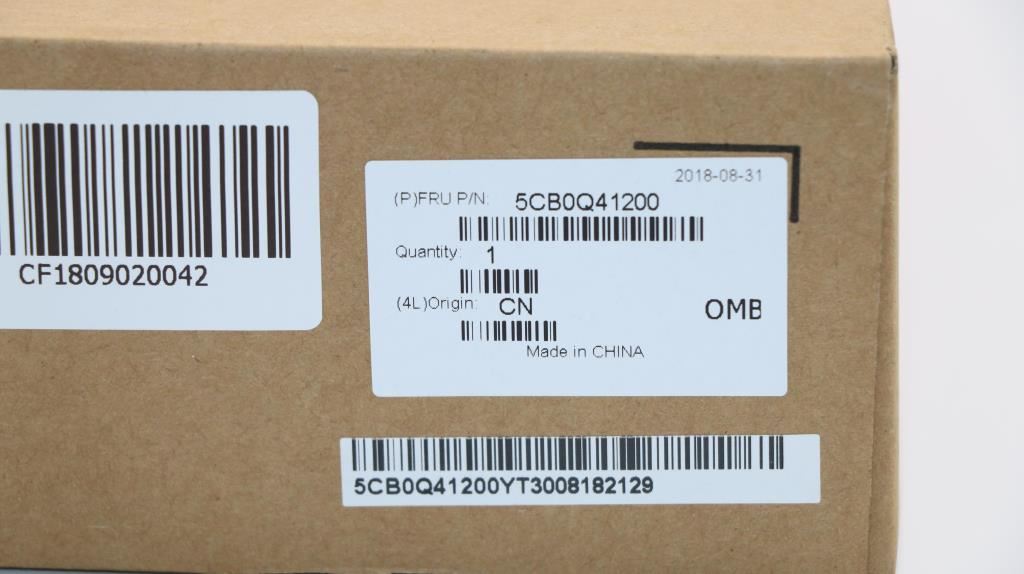 CF1809020042
2018-08-31
(P)FRU P/N: 5CB0Q41200
Quantity: 1
(4L)Origin: CN
OMB
Made in CHINA
5CB0Q41200YT3008182129